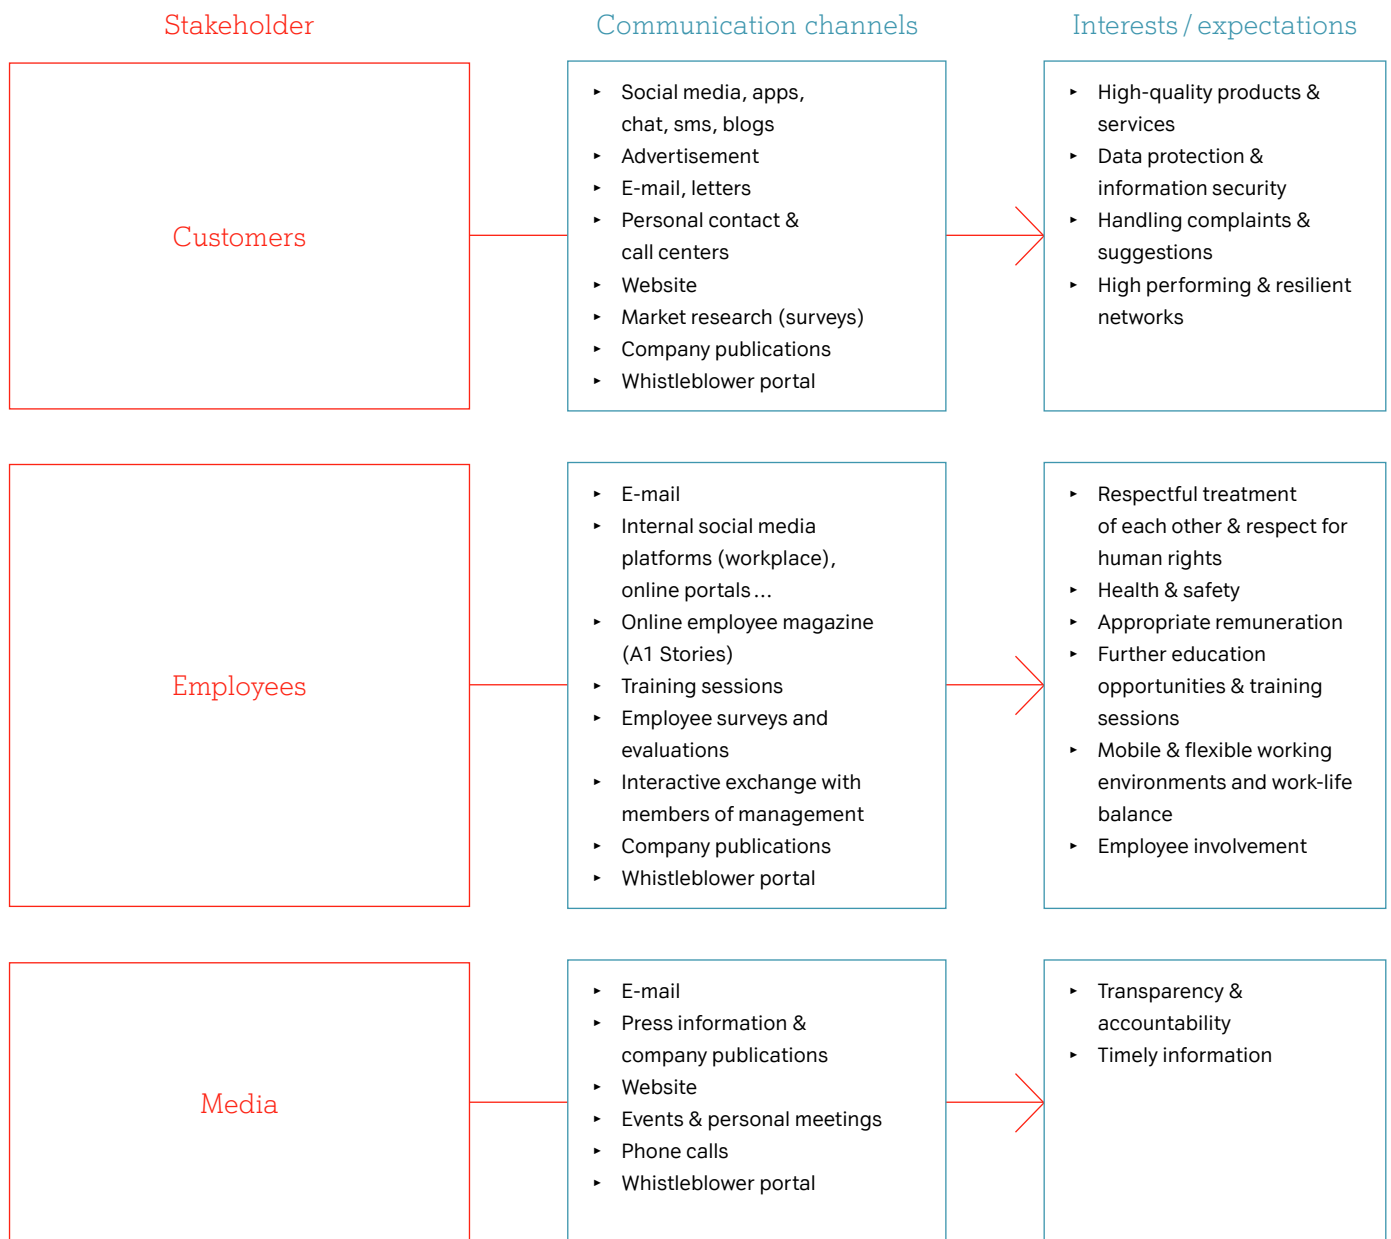 Stakeholder
Communication channels
Interests / expectations
Customers
▸ Social media, apps,
chat, sms, blogs
▸ Advertisement
▸ E-mail, letters
▸ Personal contact &
call centers
▸ Website
▸ Market research (surveys)
▸ Company publications
▸ Whistleblower portal
▸ High-quality products &
services
▸ Data protection &
information security
▸ Handling complaints &
suggestions
▸ High performing & resilient
networks
Employees
▸ E-mail
▸ Internal social media
platforms (workplace),
online portals…
▸ Online employee magazine
(A1 Stories)
▸ Training sessions
▸ Employee surveys and
evaluations
▸ Interactive exchange with
members of management
▸ Company publications
▸ Whistleblower portal
▸ Respectful treatment
of each other & respect for
human rights
▸ Health & safety
▸ Appropriate remuneration
▸ Further education
opportunities & training
sessions
▸ Mobile & flexible working
environments and work-life
balance
▸ Employee involvement
Media
▸ E-mail
▸ Press information &
company publications
▸ Website
▸ Events & personal meetings
▸ Phone calls
▸ Whistleblower portal
▸ Transparency &
accountability
▸ Timely information